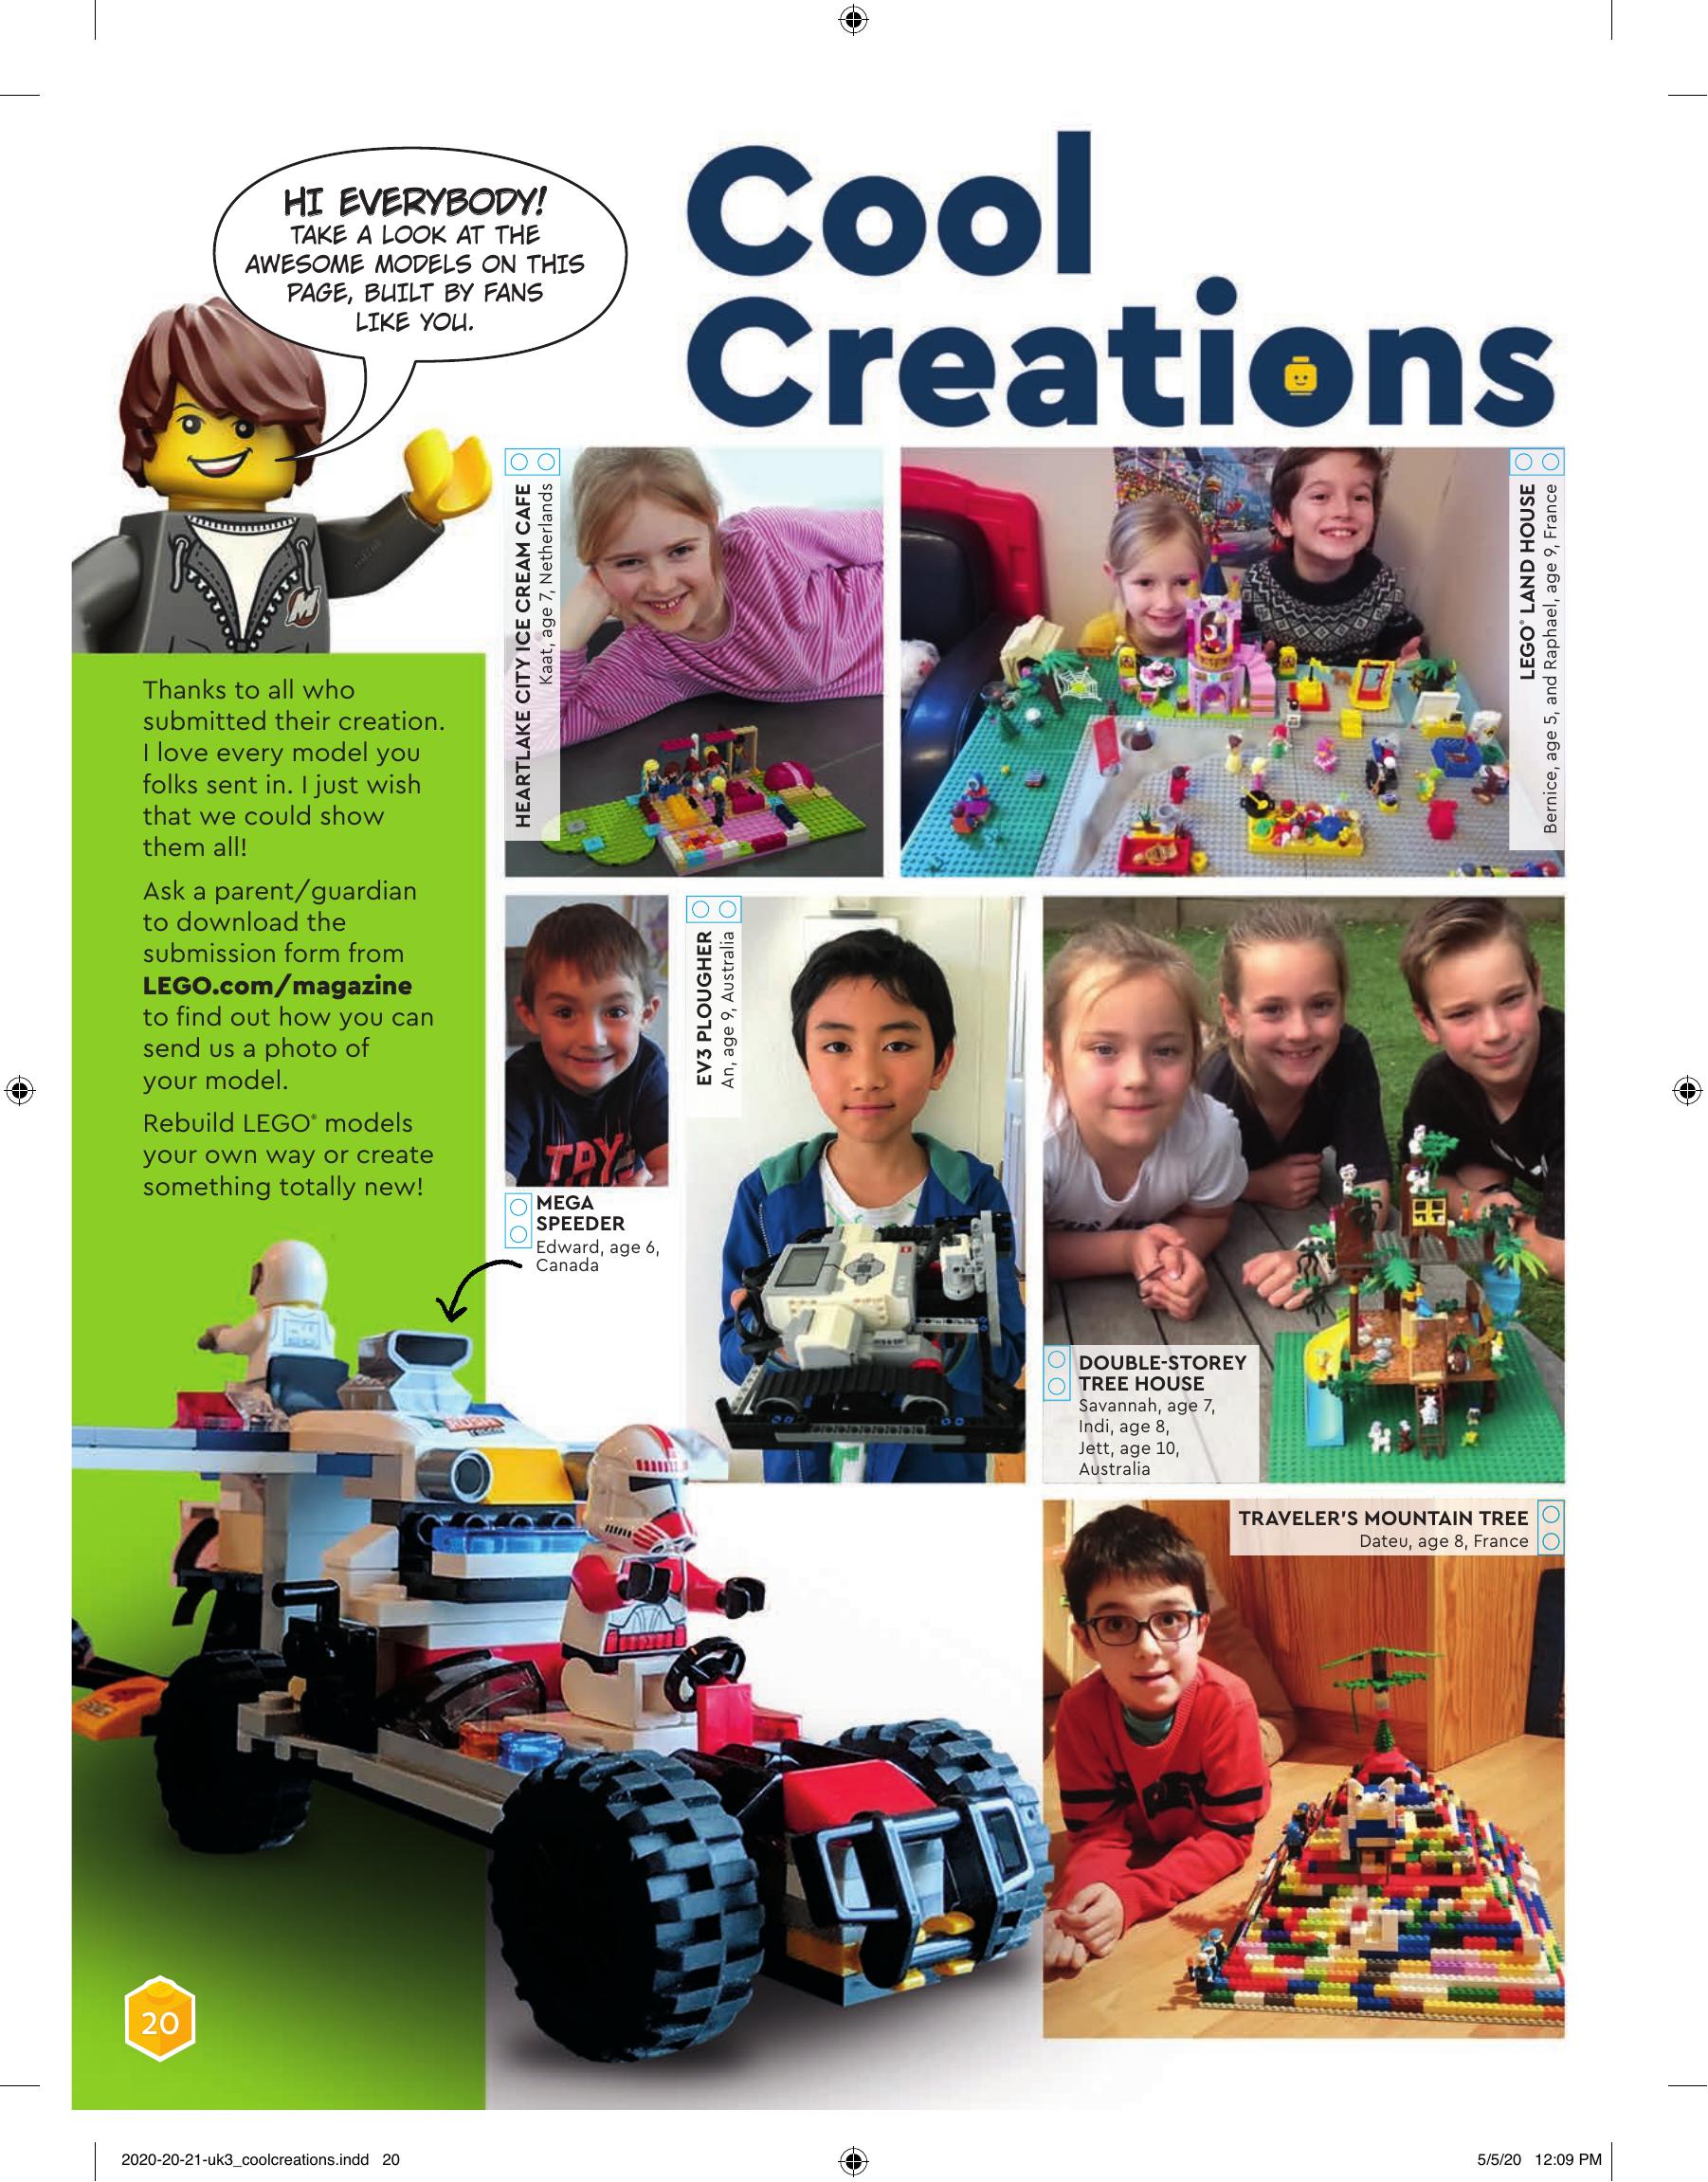 HI EVERYBODY!
TAKE A LOOK AT THE
AWESOME MODELS ON THIS
PAGE, BUILT BY FANS
LIKE YOU.
Cool
Creations
Thanks to all who
submitted their creation.
I love every model you
folks sent in. I just wish
that we could show
them all!
Ask a parent/guardian
to download the
submission form from
LEGO.com/magazine
to find out how you can
send us a photo of
your model.
Rebuild LEGO® models
your own way or create
something totally new!
HEARTLAKE CITY ICE CREAM CAFE
Kaat, age 7, Netherlands
LEGO® LAND HOUSE
Bernice, age 5, and Raphael, age 9, France
MEGA
SPEEDER
Edward, age 6,
Canada
EV3 PLOUGHER
An, age 9, Australia
DOUBLE-STOREY
TREE HOUSE
Savannah, age 7,
Indi, age 8,
Jett, age 10,
Australia
TRAVELER'S MOUNTAIN TREE
Dateu, age 8, France
20
2020-20-21-uk3_coolcreations.indd 20
5/5/20 12:09 PM